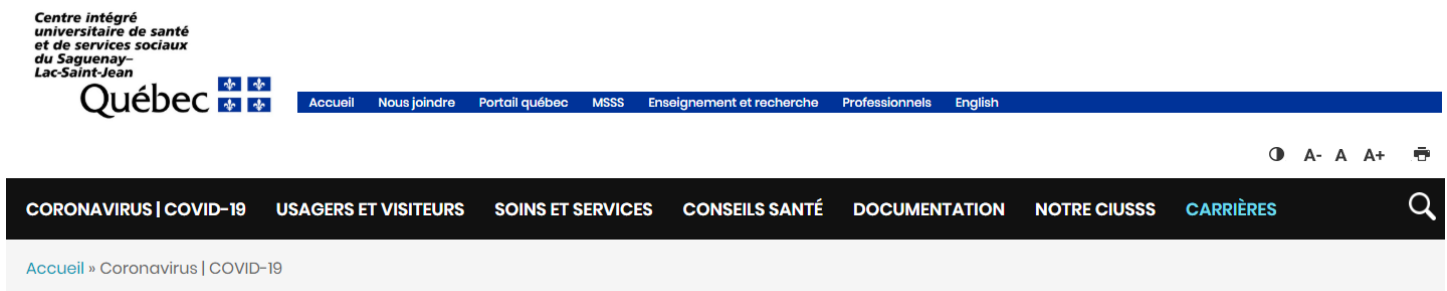 Centre intégré
universitaire de santé
et de services sociaux
du Saguenay–
Lac-Saint-Jean
Québec
Accueil Nous joindre Portail québec MSSS Enseignement et recherche Professionnels English
A- A A+
CORONAVIRUS | COVID-19 USAGERS ET VISITEURS SOINS ET SERVICES CONSEILS SANTÉ DOCUMENTATION NOTRE CIUSSS CARRIÈRES
Accueil » Coronavirus | COVID-19